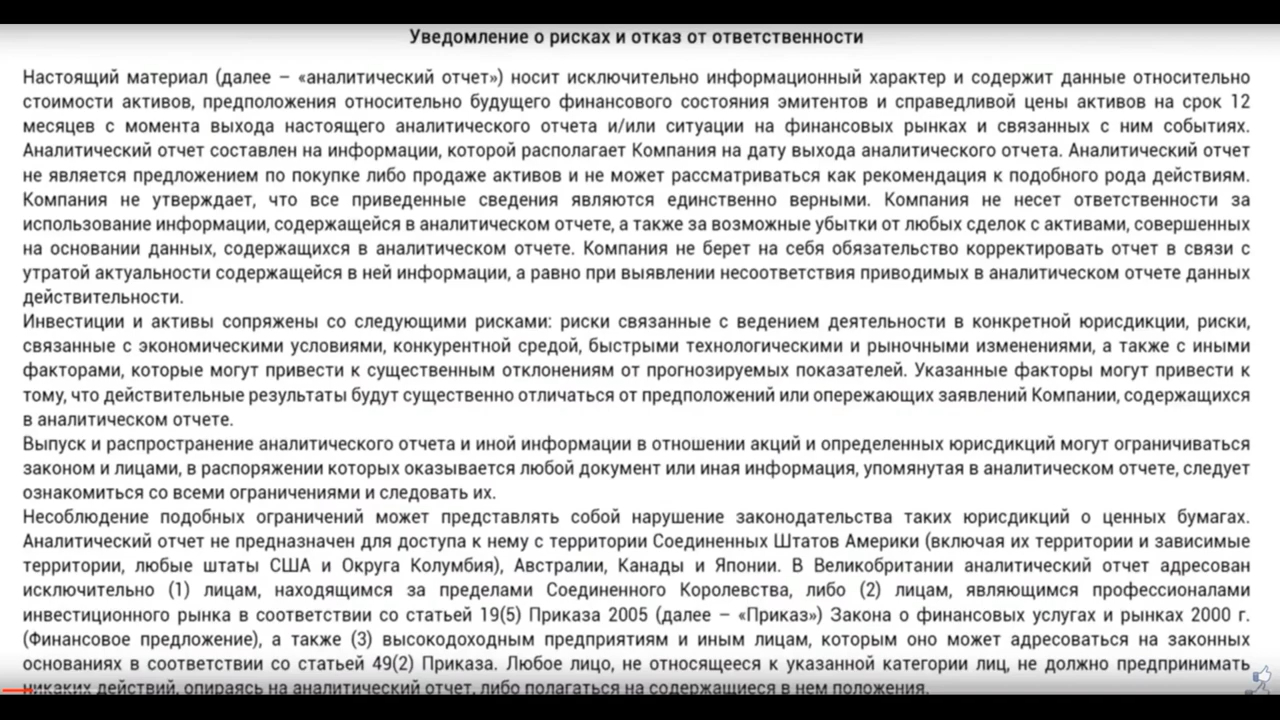 Уведомление о рисках и отказ от ответственности
Настоящий материал (далее – «аналитический отчет») носит исключительно информационный характер и содержит данные относительно
стоимости активов, предположения относительно будущего финансового состояния эмитентов и справедливой цены активов на срок 12
месяцев с момента выхода настоящего аналитического отчета и/или ситуации на финансовых рынках и связанных с ним событиях.
Аналитический отчет составлен на информации, которой располагает Компания на дату выхода аналитического отчета. Аналитический отчет
не является предложением по покупке либо продаже активов и не может рассматриваться как рекомендация к подобного рода действиям.
Компания не утверждает, что все приведенные сведения являются единственно верными. Компания не несет ответственности за
использование информации, содержащейся в аналитическом отчете, а также за возможные убытки от любых сделок с активами, совершенных
на основании данных, содержащихся в аналитическом отчете. Компания не берет на себя обязательство корректировать отчет в связи с
утратой актуальности содержащейся в ней информации, а равно при выявлении несоответствия приводимых в аналитическом отчете данных
действительности.
Инвестиции и активы сопряжены со следующими рисками: риски связанные с ведением деятельности в конкретной юрисдикции, риски,
связанные с экономическими условиями, конкурентной средой, быстрыми технологическими и рыночными изменениями, а также с иными
факторами, которые могут привести к существенным отклонениям от прогнозируемых показателей. Указанные факторы могут привести к
тому, что действительные результаты будут существенно отличаться от предположений или опережающих заявлений Компании, содержащихся
в аналитическом отчете.
Выпуск и распространение аналитического отчета и иной информации в отношении акций и определенных юрисдикций могут ограничиваться
законом и лицами, в распоряжении которых оказывается любой документ или иная информация, упомянутая в аналитическом отчете, следует
ознакомиться со всеми ограничениями и следовать их.
Несоблюдение подобных ограничений может представлять собой нарушение законодательства таких юрисдикций о ценных бумагах.
Аналитический отчет не предназначен для доступа к нему с территории Соединенных Штатов Америки (включая их территории и зависимые
территории, любые штаты США и Округа Колумбия), Австралии, Канады и Японии. В Великобритании аналитический отчет адресован
исключительно (1) лицам, находящимся за пределами Соединенного Королевства, либо (2) лицам, являющимся профессионалами
инвестиционного рынка в соответствии со статьей 19(5) Приказа 2005 (далее – «Приказ») Закона о финансовых услугах и рынках 2000 г.
(Финансовое предложение), а также (3) высокодоходным предприятиям и иным лицам, которым оно может адресоваться на законных
основаниях в соответствии со статьей 49(2) Приказа. Любое лицо, не относящееся к указанной категории лиц, не должно предпринимать
никаких действий, опираясь на аналитический отчет, либо полагаться на содержащиеся в нем положения.